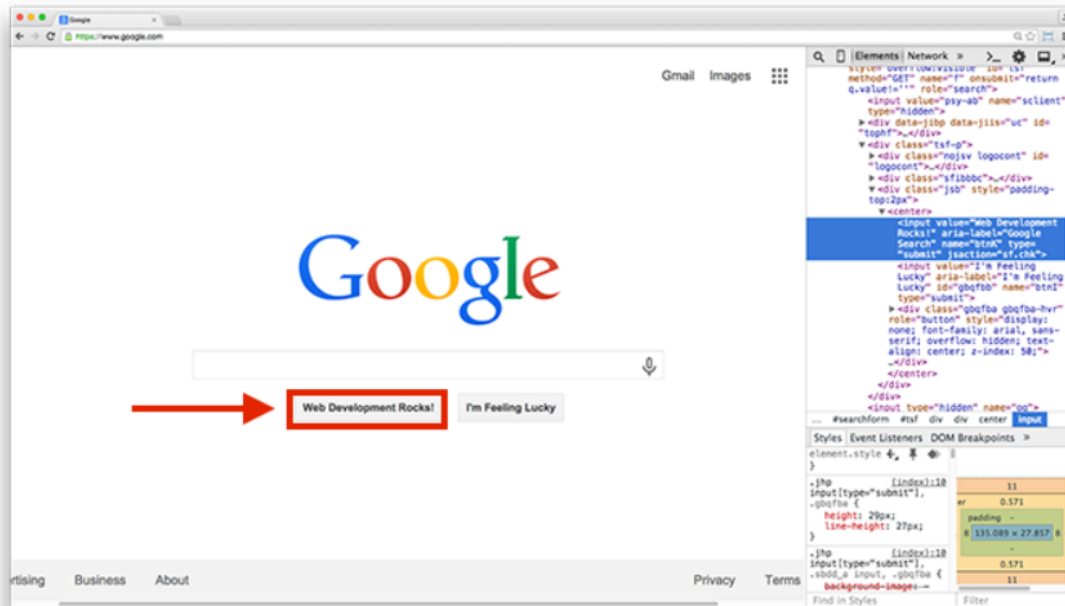 Google
https://www.google.com
Gmail Images
Google
Web Development Rocks!
I'm Feeling Lucky
rtising Business About Privacy Terms
Elements Network »
style="overflow:visible" id="tsf"
method="GET" name="f" onsubmit="return
q.value!=''" role="search">
<input value="psy-ab" name="sclient"
type="hidden">
▶<div data-jibp data-jiis="uc" id=
"tophf">…</div>
▼<div class="tsf-p">
▶<div class="nojsv logocont" id=
"logocont">…</div>
▶<div class="sfibbbc">…</div>
▼<div class="jsb" style="padding-
top:2px">
▼<center>
<input value="Web Development
Rocks!" aria-label="Google
Search" name="btnK" type=
"submit" jsaction="sf.chk">
<input value="I'm Feeling
Lucky" aria-label="I'm Feeling
Lucky" id="gbqfbb" name="btnI"
type="submit">
▶<div class="gbqfba gbqfba-hvr"
role="button" style="display:
none; font-family: arial, sans-
serif; overflow: hidden; text-
align: center; z-index: 50;">
…</div>
</center>
</div>
</div>
<input type="hidden" name="oq">
... #searchform #tsf div div center input
Styles Event Listeners DOM Breakpoints »
element.style {
}
.jhp (index):10
input[type="submit"],
.gbqfba {
height: 29px;
line-height: 27px;
}
.jhp (index):10
input[type="submit"],
.sbdd_a input, .gbqfba {
background-image: –
Find in Styles
11
er 0.571
padding –
8 135.089 × 27.857 8
–
0.571
11
Filter